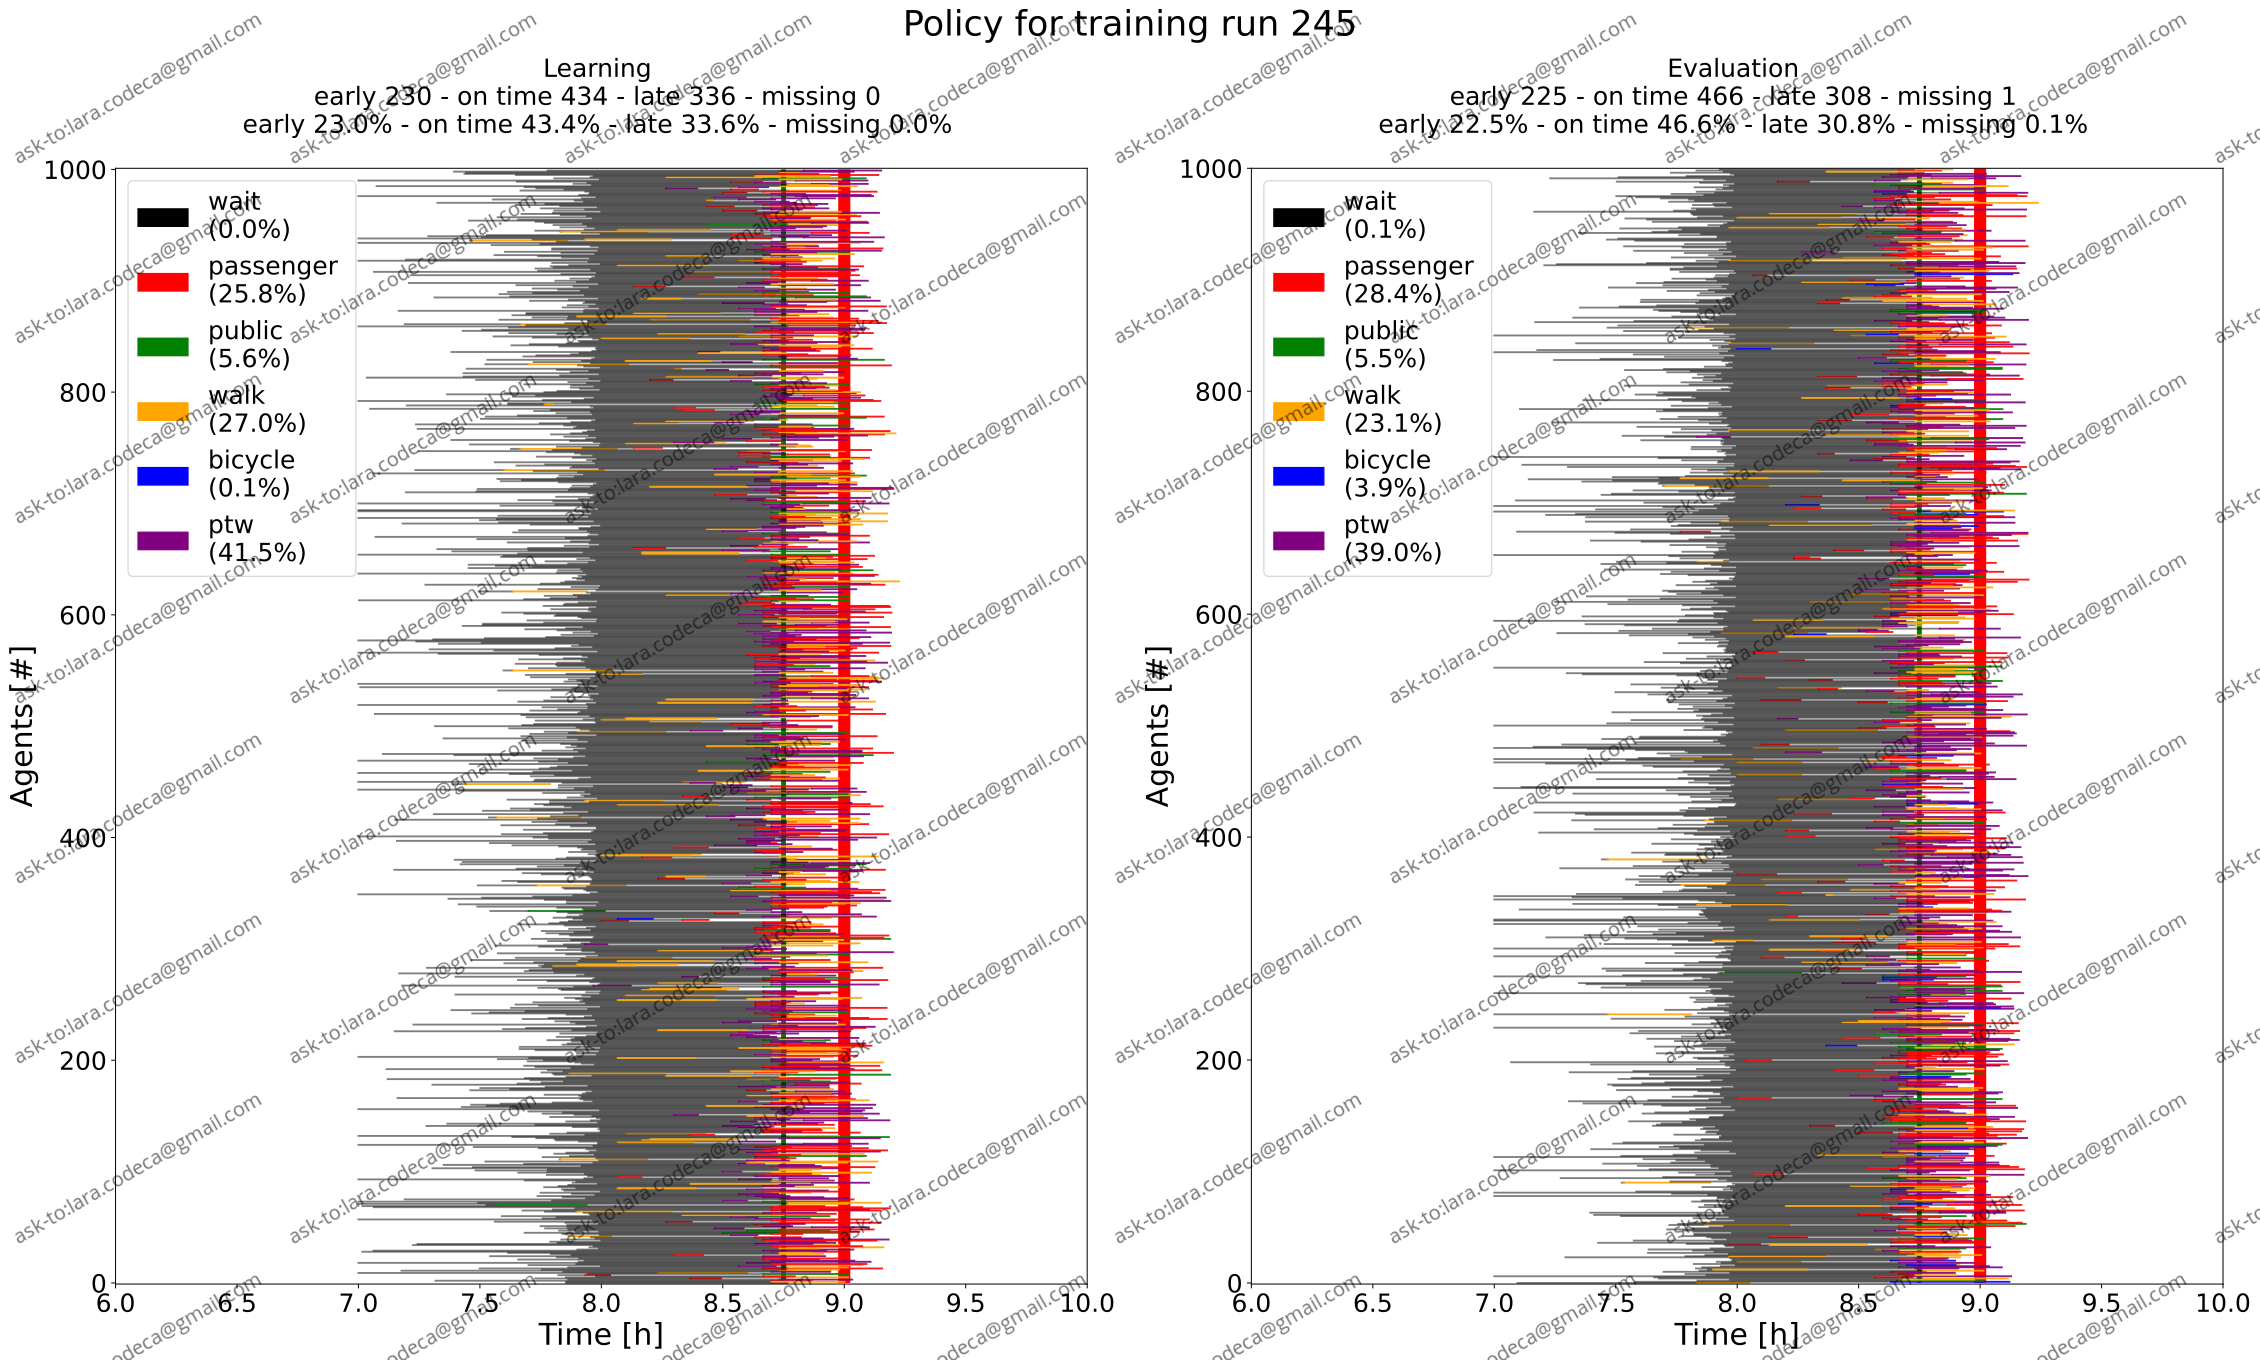 Policy for training run 245
Learning
early 230 - on time 434 - late 336 - missing 0
early 23.0% - on time 43.4% - late 33.6% - missing 0.0%
1000
800
600
400
200
0
Agents [#]
wait
(0.0%)
passenger
(25.8%)
public
(5.6%)
walk
(27.0%)
bicycle
(0.1%)
ptw
(41.5%)
6.0 6.5 7.0 7.5 8.0 8.5 9.0 9.5 10.0
Time [h]
Evaluation
early 225 - on time 466 - late 308 - missing 1
early 22.5% - on time 46.6% - late 30.8% - missing 0.1%
1000
800
600
400
200
0
Agents [#]
wait
(0.1%)
passenger
(28.4%)
public
(5.5%)
walk
(23.1%)
bicycle
(3.9%)
ptw
(39.0%)
6.0 6.5 7.0 7.5 8.0 8.5 9.0 9.5 10.0
Time [h]
ask-to:lara.codeca@gmail.com